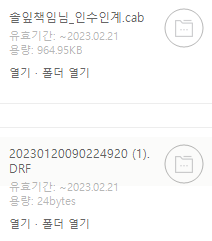 솔잎책임님_인수인계.cab
유효기간: ~2023.02.21
용량: 964.95KB
열기 · 폴더 열기
20230120090224920 (1).
DRF
유효기간: ~2023.02.21
용량: 24bytes
열기 · 폴더 열기